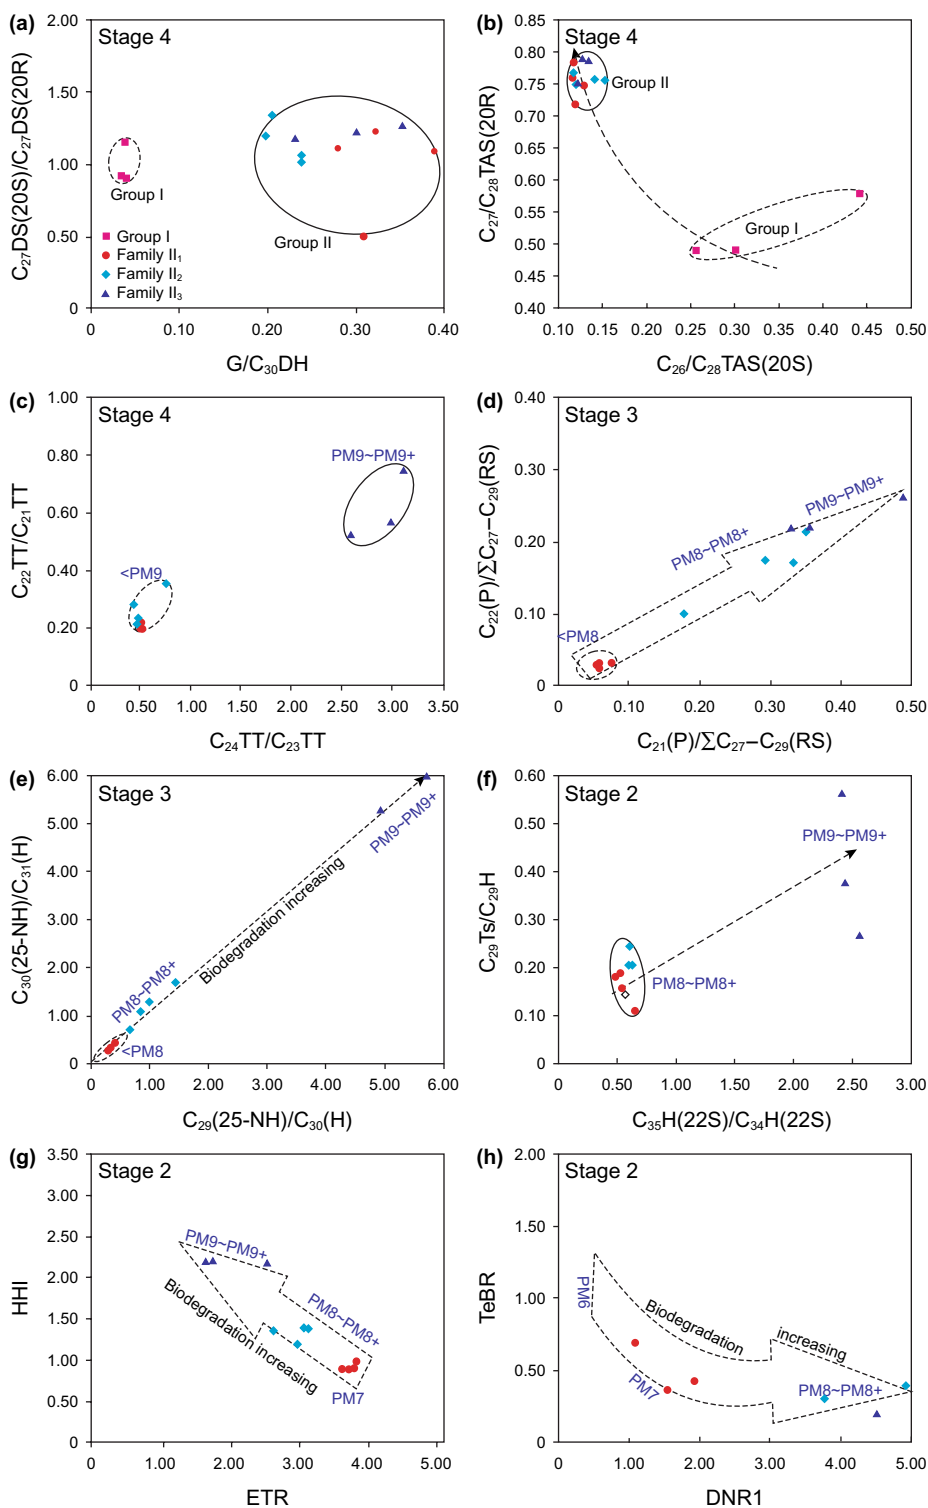 (a)
Stage 4
2.00
1.50
1.00
0.50
0
C₂₇DS(20S)/C₂₇DS(20R)
Group I
Group II
Group I
Family II₁
Family II₂
Family II₃
0
0.10
0.20
0.30
0.40
G/C₃₀DH
(b)
Stage 4
0.85
0.80
0.75
0.70
0.65
0.60
0.55
0.50
0.45
0.40
C₂₇/C₂₈TAS(20R)
Group II
Group I
0.10
0.15
0.20
0.25
0.30
0.35
0.40
0.45
0.50
C₂₆/C₂₈TAS(20S)
(c)
Stage 4
1.00
0.80
0.60
0.40
0.20
0
C₂₂TT/C₂₁TT
PM9~PM9+
<PM9
0
0.50
1.00
1.50
2.00
2.50
3.00
3.50
C₂₄TT/C₂₃TT
(d)
Stage 3
0.40
0.30
0.20
0.10
0
C₂₂(P)/∑C₂₇–C₂₉(RS)
PM9~PM9+
PM8~PM8+
<PM8
0
0.10
0.20
0.30
0.40
0.50
C₂₁(P)/∑C₂₇–C₂₉(RS)
(e)
Stage 3
6.00
5.00
4.00
3.00
2.00
1.00
0
C₃₀(25-NH)/C₃₁(H)
PM9~PM9+
Biodegradation increasing
PM8~PM8+
<PM8
0
1.00
2.00
3.00
4.00
5.00
6.00
C₂₉(25-NH)/C₃₀(H)
(f)
Stage 2
0.60
0.50
0.40
0.30
0.20
0.10
0
C₂₉Ts/C₂₉H
PM9~PM9+
PM8~PM8+
0
0.50
1.00
1.50
2.00
2.50
3.00
C₃₅H(22S)/C₃₄H(22S)
(g)
Stage 2
3.50
3.00
2.50
2.00
1.50
1.00
0.50
0
HHI
PM9~PM9+
PM8~PM8+
Biodegradation increasing
PM7
0
1.00
2.00
3.00
4.00
5.00
6.00
ETR
(h)
Stage 2
2.00
1.50
1.00
0.50
0
TeBR
PM6
Biodegradation
increasing
PM7
PM8~PM8+
0
1.00
2.00
3.00
4.00
5.00
DNR1